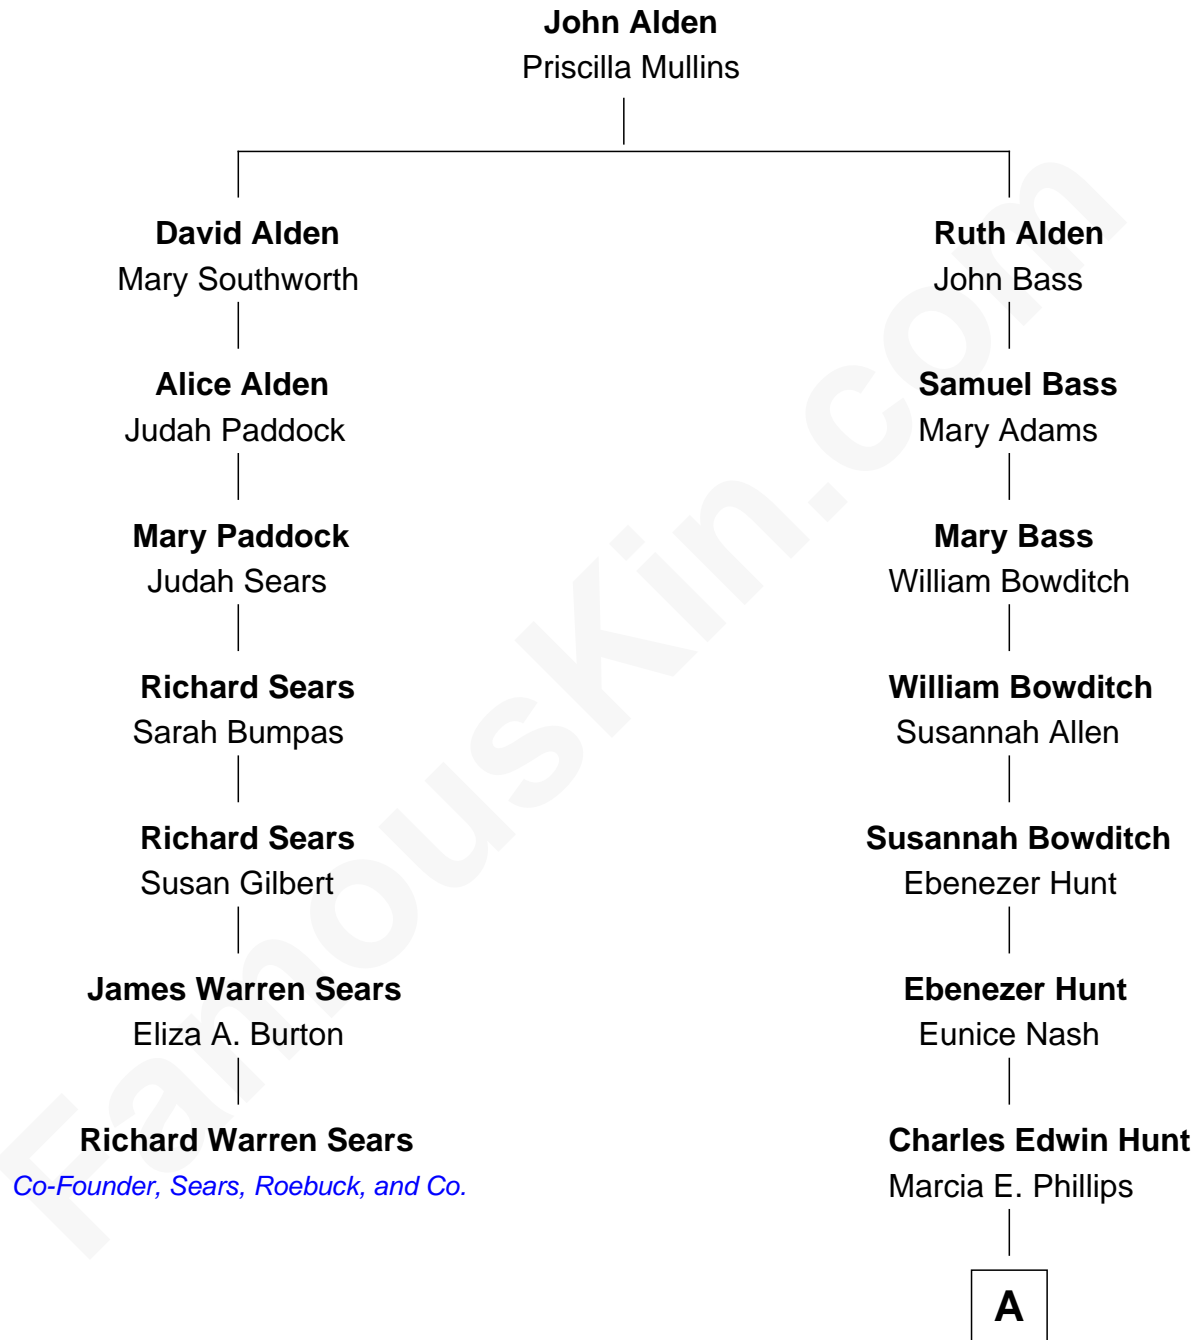 John Alden
Priscilla Mullins
David Alden
Mary Southworth
Alice Alden
Judah Paddock
Mary Paddock
Judah Sears
Richard Sears
Sarah Bumpas
Richard Sears
Susan Gilbert
James Warren Sears
Eliza A. Burton
Richard Warren Sears
Co-Founder, Sears, Roebuck, and Co.
Ruth Alden
John Bass
Samuel Bass
Mary Adams
Mary Bass
William Bowditch
William Bowditch
Susannah Allen
Susannah Bowditch
Ebenezer Hunt
Ebenezer Hunt
Eunice Nash
Charles Edwin Hunt
Marcia E. Phillips
A
FamousKin.com